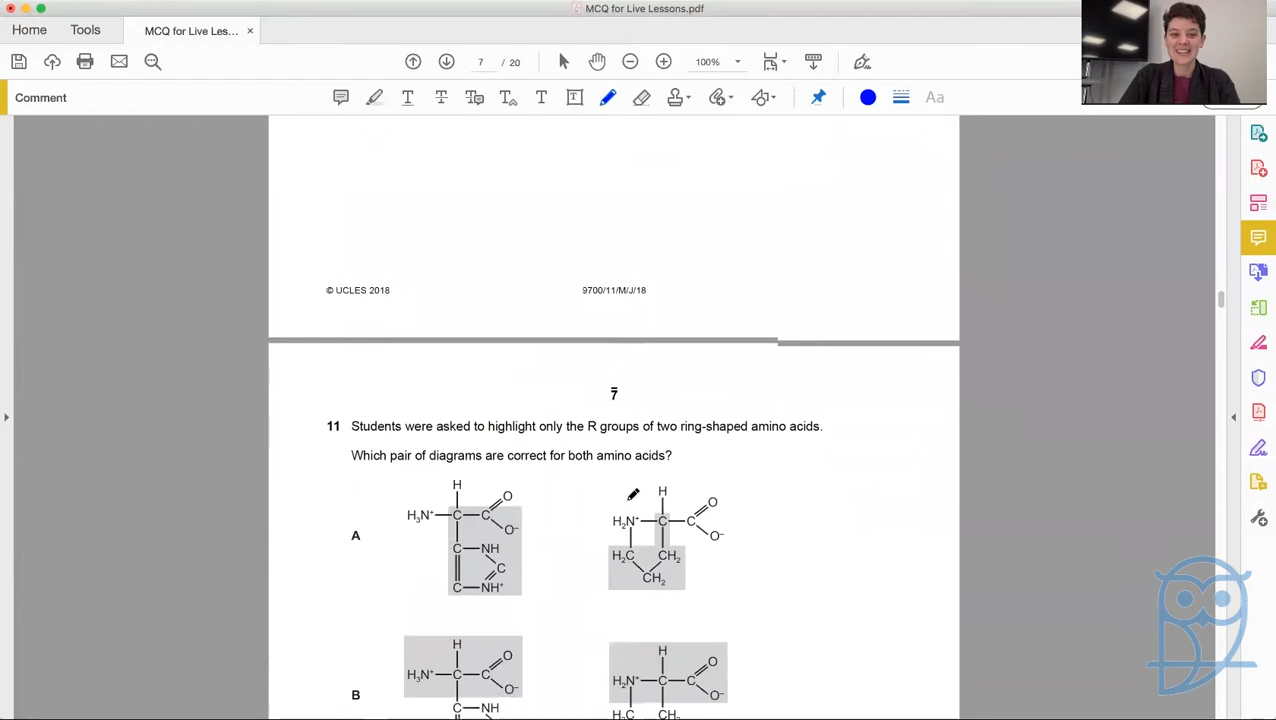 MCQ for Live Lessons.pdf
Home
Tools
MCQ for Live Les... ×
7 / 20
100%
Comment
Aa
© UCLES 2018
9700/11/M/J/18
7
11 Students were asked to highlight only the R groups of two ring-shaped amino acids.
Which pair of diagrams are correct for both amino acids?
A
H
H₃N⁺ C C O
O⁻
C NH
C
C NH⁺
H
H₂N⁺ C C O
O⁻
H₂C CH₂
CH₂
B
H
H₃N⁺ C C O
O⁻
C NH
H
H₂N⁺ C C O
O⁻
H₂C CH₂